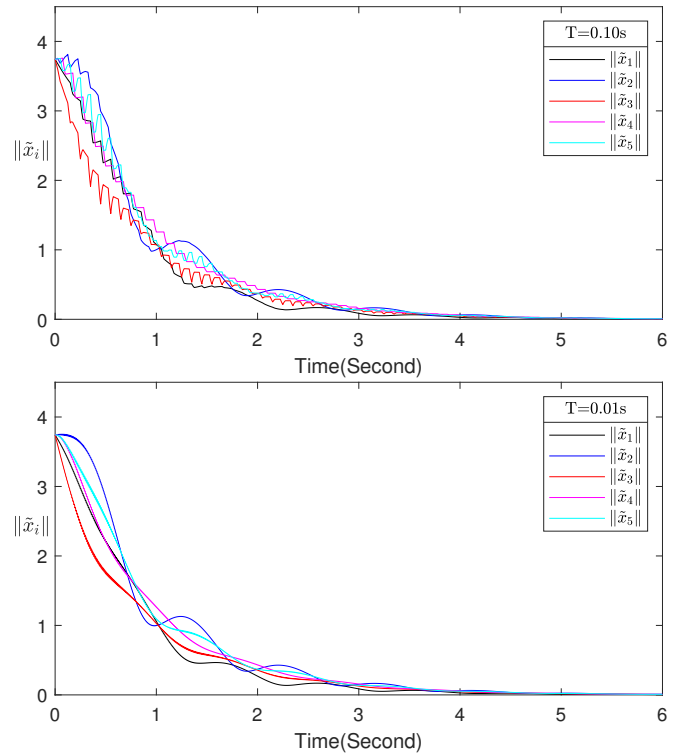 4
3
2
1
0
‖x̃ᵢ‖
T=0.10s
‖x̃₁‖
‖x̃₂‖
‖x̃₃‖
‖x̃₄‖
‖x̃₅‖
0 1 2 3 4 5 6
Time(Second)
4
3
2
1
0
‖x̃ᵢ‖
T=0.01s
‖x̃₁‖
‖x̃₂‖
‖x̃₃‖
‖x̃₄‖
‖x̃₅‖
0 1 2 3 4 5 6
Time(Second)